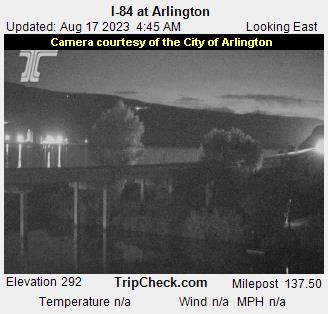 I-84 at Arlington
Updated: Aug 17 2023 4:45 AM Looking East
Camera courtesy of the City of Arlington
Elevation 292 TripCheck.com Milepost 137.50
Temperature n/a Wind n/a MPH n/a